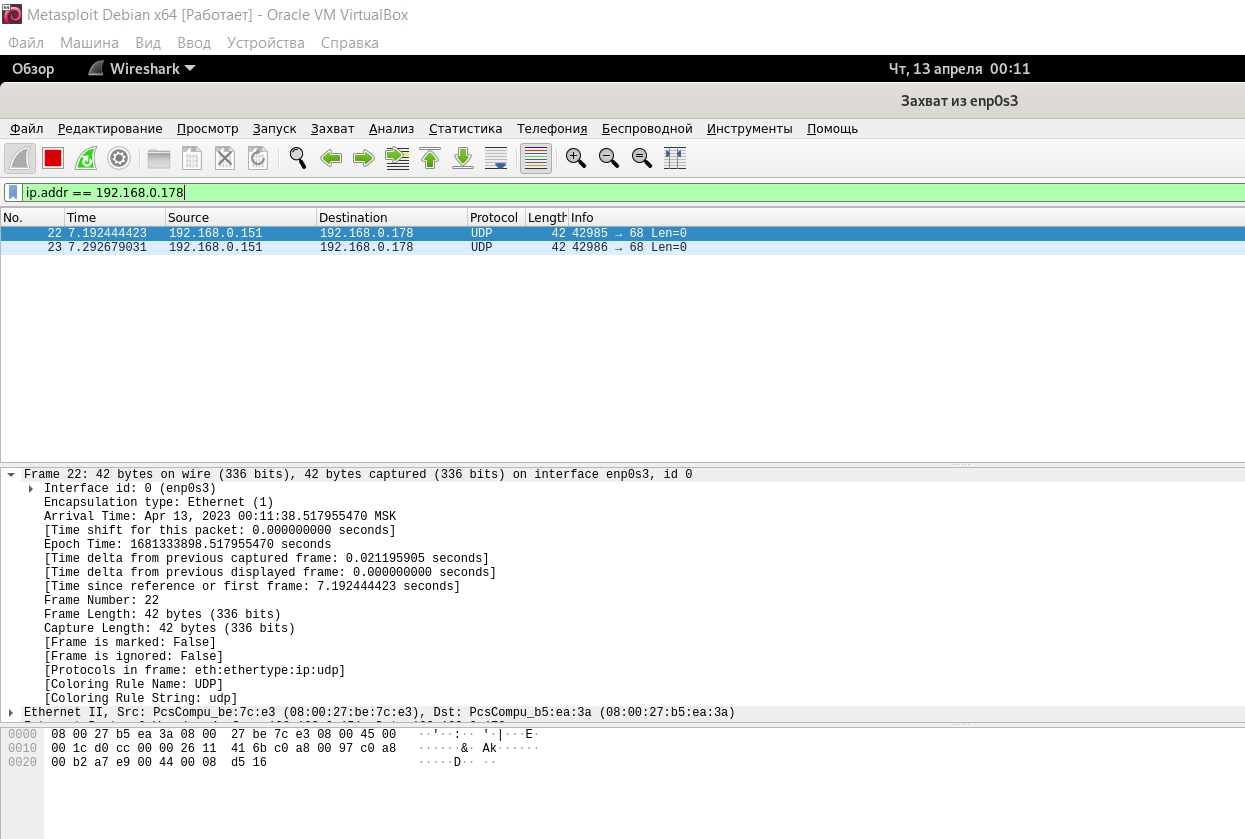 Metasploit Debian x64 [Работает] - Oracle VM VirtualBox
Файл Машина Вид Ввод Устройства Справка
Обзор Wireshark Чт, 13 апреля 00:11
Захват из enp0s3
Файл Редактирование Просмотр Запуск Захват Анализ Статистика Телефония Беспроводной Инструменты Помощь
ip.addr == 192.168.0.178
No. Time Source Destination Protocol Length Info
22 7.192444423 192.168.0.151 192.168.0.178 UDP 42 42985 → 68 Len=0
23 7.292679031 192.168.0.151 192.168.0.178 UDP 42 42986 → 68 Len=0
Frame 22: 42 bytes on wire (336 bits), 42 bytes captured (336 bits) on interface enp0s3, id 0
Interface id: 0 (enp0s3)
Encapsulation type: Ethernet (1)
Arrival Time: Apr 13, 2023 00:11:38.517955470 MSK
[Time shift for this packet: 0.000000000 seconds]
Epoch Time: 1681333898.517955470 seconds
[Time delta from previous captured frame: 0.021195905 seconds]
[Time delta from previous displayed frame: 0.000000000 seconds]
[Time since reference or first frame: 7.192444423 seconds]
Frame Number: 22
Frame Length: 42 bytes (336 bits)
Capture Length: 42 bytes (336 bits)
[Frame is marked: False]
[Frame is ignored: False]
[Protocols in frame: eth:ethertype:ip:udp]
[Coloring Rule Name: UDP]
[Coloring Rule String: udp]
Ethernet II, Src: PcsCompu_be:7c:e3 (08:00:27:be:7c:e3), Dst: PcsCompu_b5:ea:3a (08:00:27:b5:ea:3a)
0000 08 00 27 b5 ea 3a 08 00 27 be 7c e3 08 00 45 00 ··'··:·· '·|···E·
0010 00 1c d0 cc 00 00 26 11 41 6b c0 a8 00 97 c0 a8 ······&· Ak······
0020 00 b2 a7 e9 00 44 00 08 d5 16 ·····D·· ··